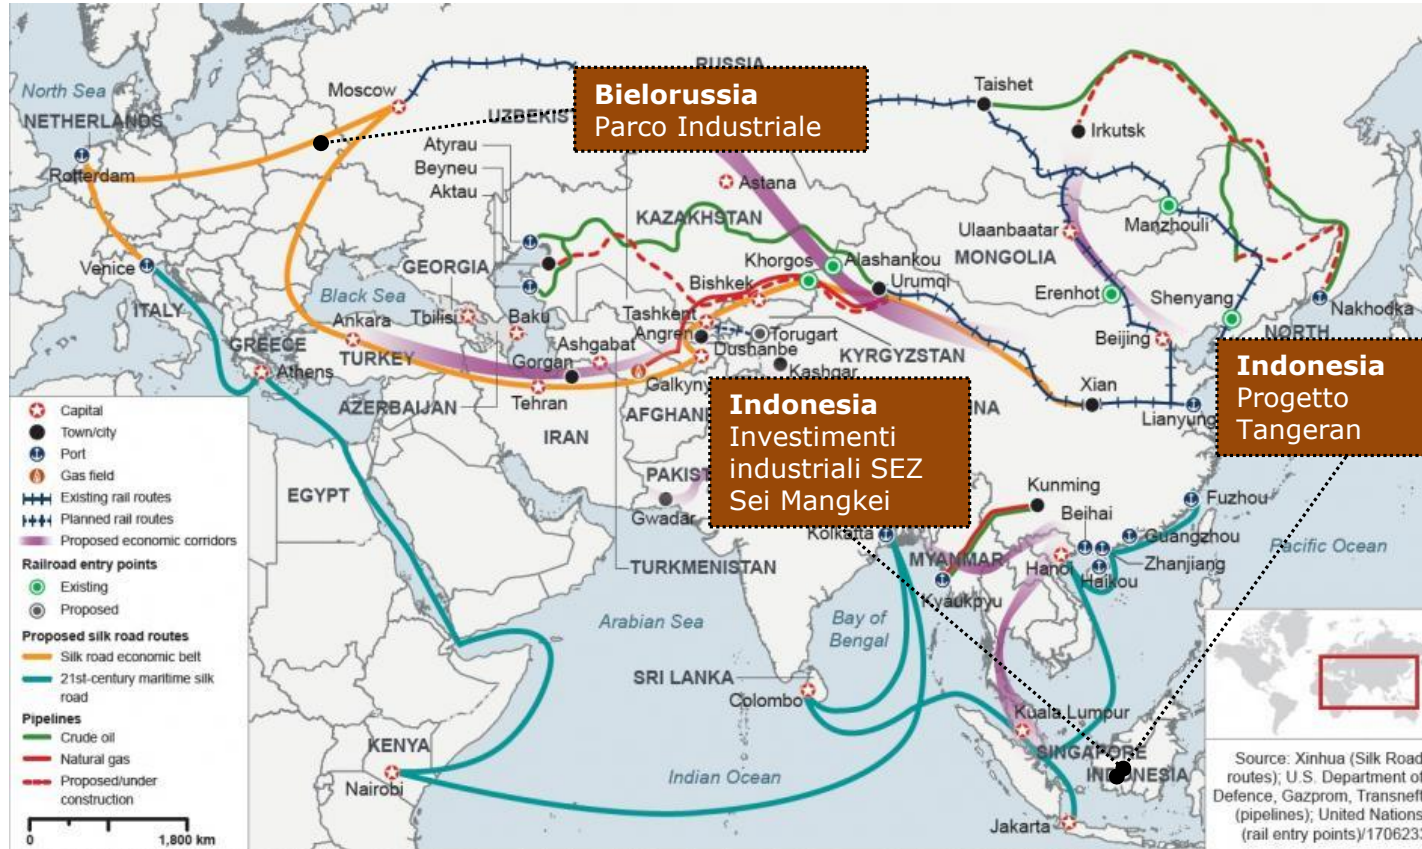 North Sea
NETHERLANDS
Rotterdam
Moscow
RUSSIA
Bielorussia
Parco Industriale
UZBEKIST
Taishet
Irkutsk
Atyrau
Beyneu
Aktau
Astana
KAZAKHSTAN
Ulaanbaatar
MONGOLIA
Manzhouli
Venice
ITALY
GEORGIA
Black Sea
Khorgos
Alashankou
Bishkek
Urumqi
Erenhot
Shenyang
Nakhodka
Ankara
Tbilisi
Baku
Tashkent
Angren
Torugart
Beijing
NORTH
GREECE
TURKEY
Ashgabat
Gorgan
Dushanbe
KYRGYZSTAN
Athens
Galkyny
Kashgar
Tehran
AZERBAIJAN
AFGHAN
Xian
Lianyung
INA
IRAN
Indonesia
Investimenti
industriali SEZ
Sei Mangkei
Indonesia
Progetto
Tangeran
EGYPT
PAKIST
Gwadar
Kunming
Beihai
Fuzhou
Kolkatta
MYANMAR
Hanoi
Guangzhou
Zhanjiang
Haikou
Kyaukpyu
Pacific Ocean
TURKMENISTAN
Arabian Sea
Bay of
Bengal
SRI LANKA
Colombo
Kuala Lumpur
SINGAPORE
INDONESIA
KENYA
Nairobi
Indian Ocean
Jakarta
Capital
Town/city
Port
Gas field
Existing rail routes
Planned rail routes
Proposed economic corridors
Railroad entry points
Existing
Proposed
Proposed silk road routes
Silk road economic belt
21st-century maritime silk
road
Pipelines
Crude oil
Natural gas
Proposed/under
construction
0
1,800 km
Source: Xinhua (Silk Road
routes); U.S. Department of
Defence, Gazprom, Transneft
(pipelines); United Nations
(rail entry points)/1706233